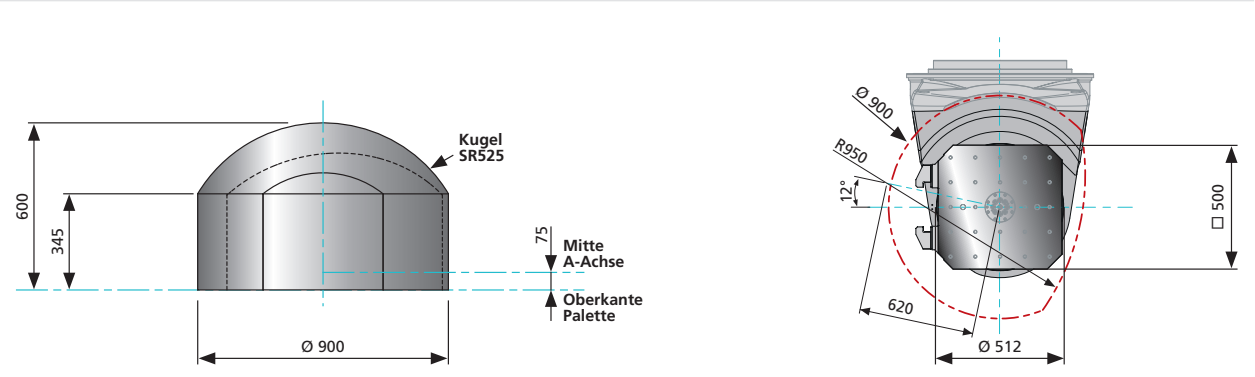 600
345
Kugel
SR525
75
Mitte
A-Achse
Oberkante
Palette
Ø 900
Ø 900
R950
12°
620
Ø 512
□ 500